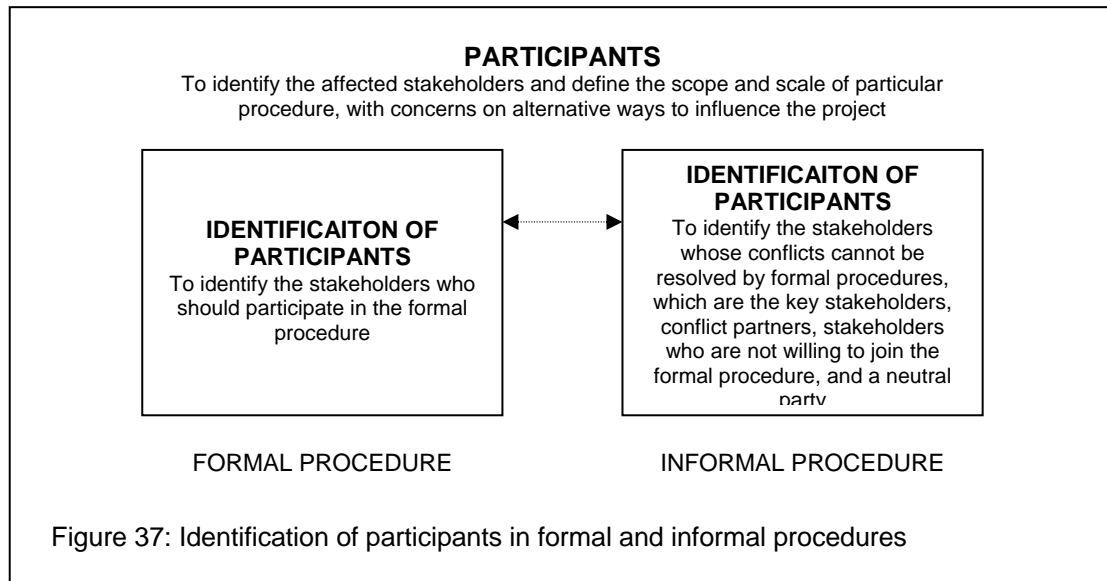 PARTICIPANTS
To identify the affected stakeholders and define the scope and scale of particular
procedure, with concerns on alternative ways to influence the project
IDENTIFICAITON OF
PARTICIPANTS
To identify the stakeholders who
should participate in the formal
procedure
IDENTIFICAITON OF
PARTICIPANTS
To identify the stakeholders
whose conflicts cannot be
resolved by formal procedures,
which are the key stakeholders,
conflict partners, stakeholders
who are not willing to join the
formal procedure, and a neutral
party
FORMAL PROCEDURE
INFORMAL PROCEDURE
Figure 37: Identification of participants in formal and informal procedures